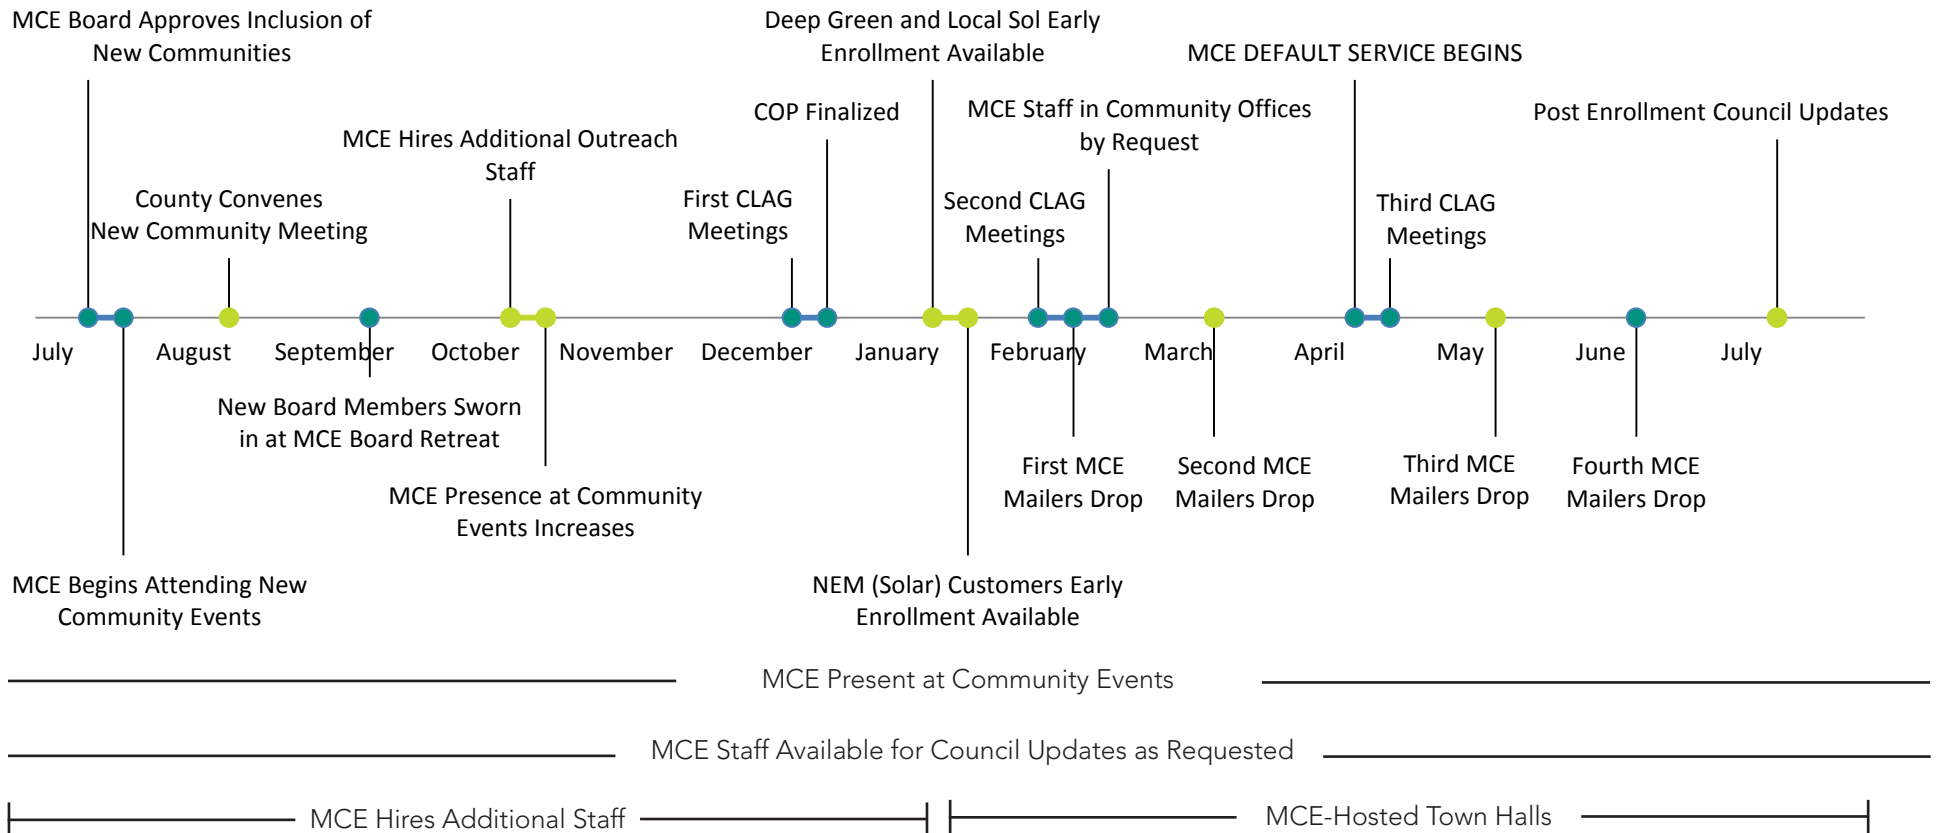 MCE Board Approves Inclusion of
New Communities
Deep Green and Local Sol Early
Enrollment Available
MCE DEFAULT SERVICE BEGINS
COP Finalized
MCE Staff in Community Offices
by Request
Post Enrollment Council Updates
MCE Hires Additional Outreach
Staff
County Convenes
New Community Meeting
First CLAG
Meetings
Second CLAG
Meetings
Third CLAG
Meetings
July
August
September
October
November
December
January
February
March
April
May
June
July
New Board Members Sworn
in at MCE Board Retreat
MCE Presence at Community
Events Increases
First MCE
Mailers Drop
Second MCE
Mailers Drop
Third MCE
Mailers Drop
Fourth MCE
Mailers Drop
MCE Begins Attending New
Community Events
NEM (Solar) Customers Early
Enrollment Available
MCE Present at Community Events
MCE Staff Available for Council Updates as Requested
MCE Hires Additional Staff
MCE-Hosted Town Halls